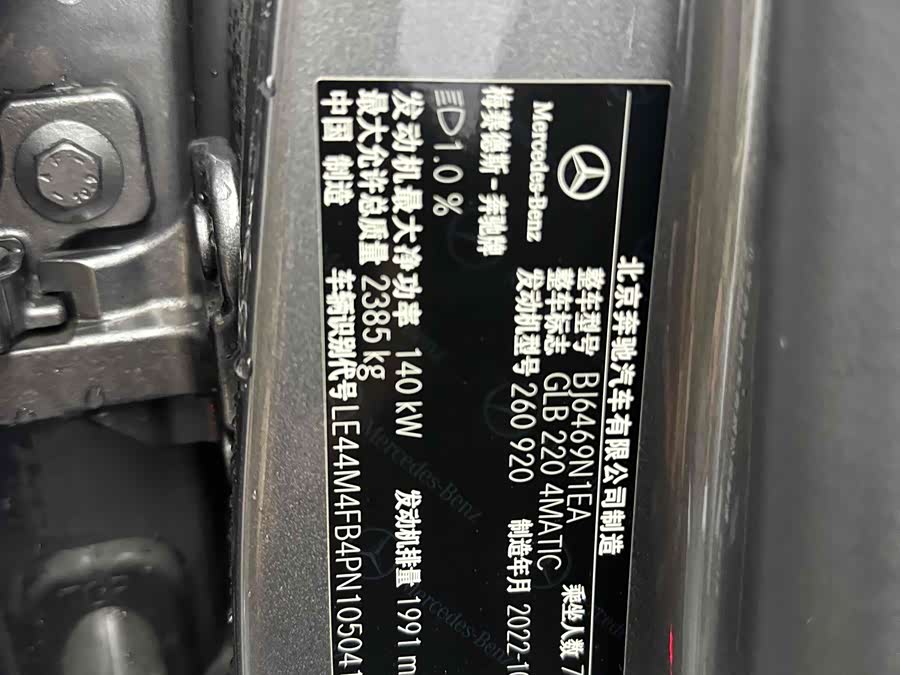 北京奔驰汽车有限公司制造
Mercedes-Benz
梅赛德斯-奔驰牌
整车型号 BJ6469N1EA
整车标志 GLB 220 4MATIC 乘坐人数 7
发动机型号 260 920 制造年月 2022-10
1.0 %
发动机最大净功率 140 kW 发动机排量 1991 m
最大允许总质量 2385 kg
中国 制造 车辆识别代号 LE44M4FB4PN105041